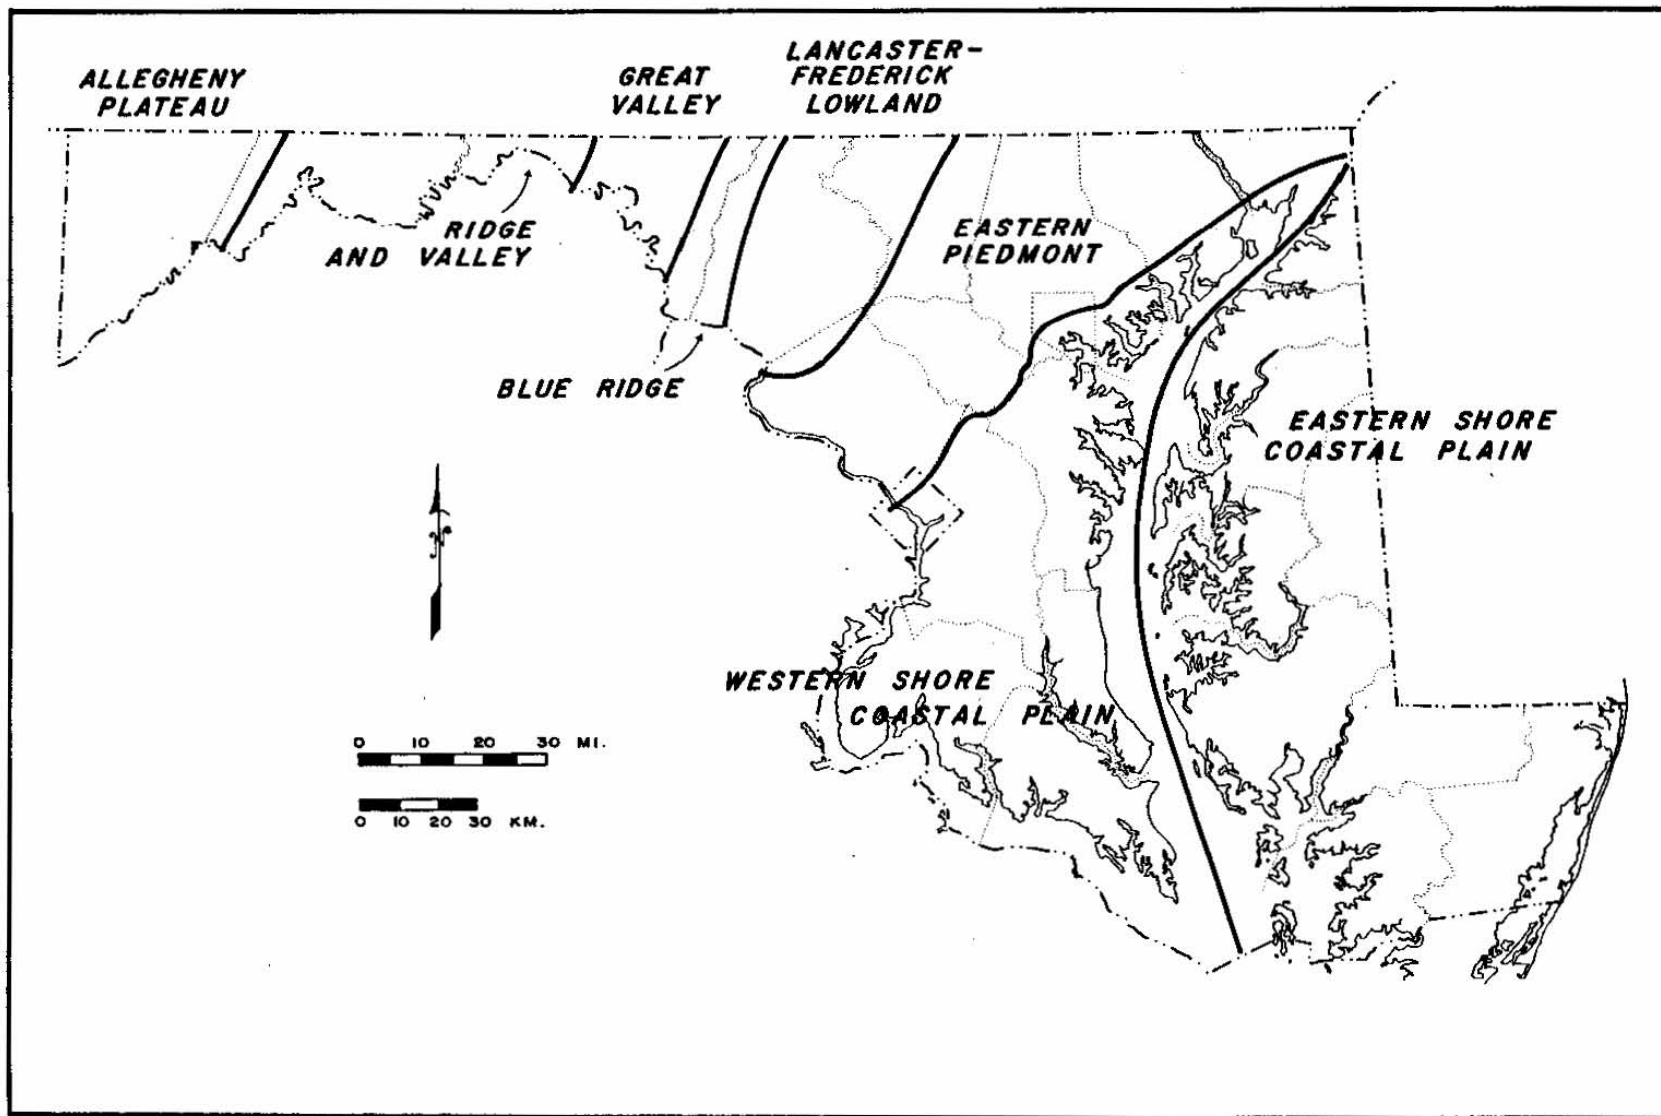 ALLEGHENY
PLATEAU
GREAT
VALLEY
LANCASTER-
FREDERICK
LOWLAND
RIDGE
AND VALLEY
EASTERN
PIEDMONT
BLUE RIDGE
EASTERN SHORE
COASTAL PLAIN
N
WESTERN SHORE
COASTAL PLAIN
0 10 20 30 MI.
0 10 20 30 KM.